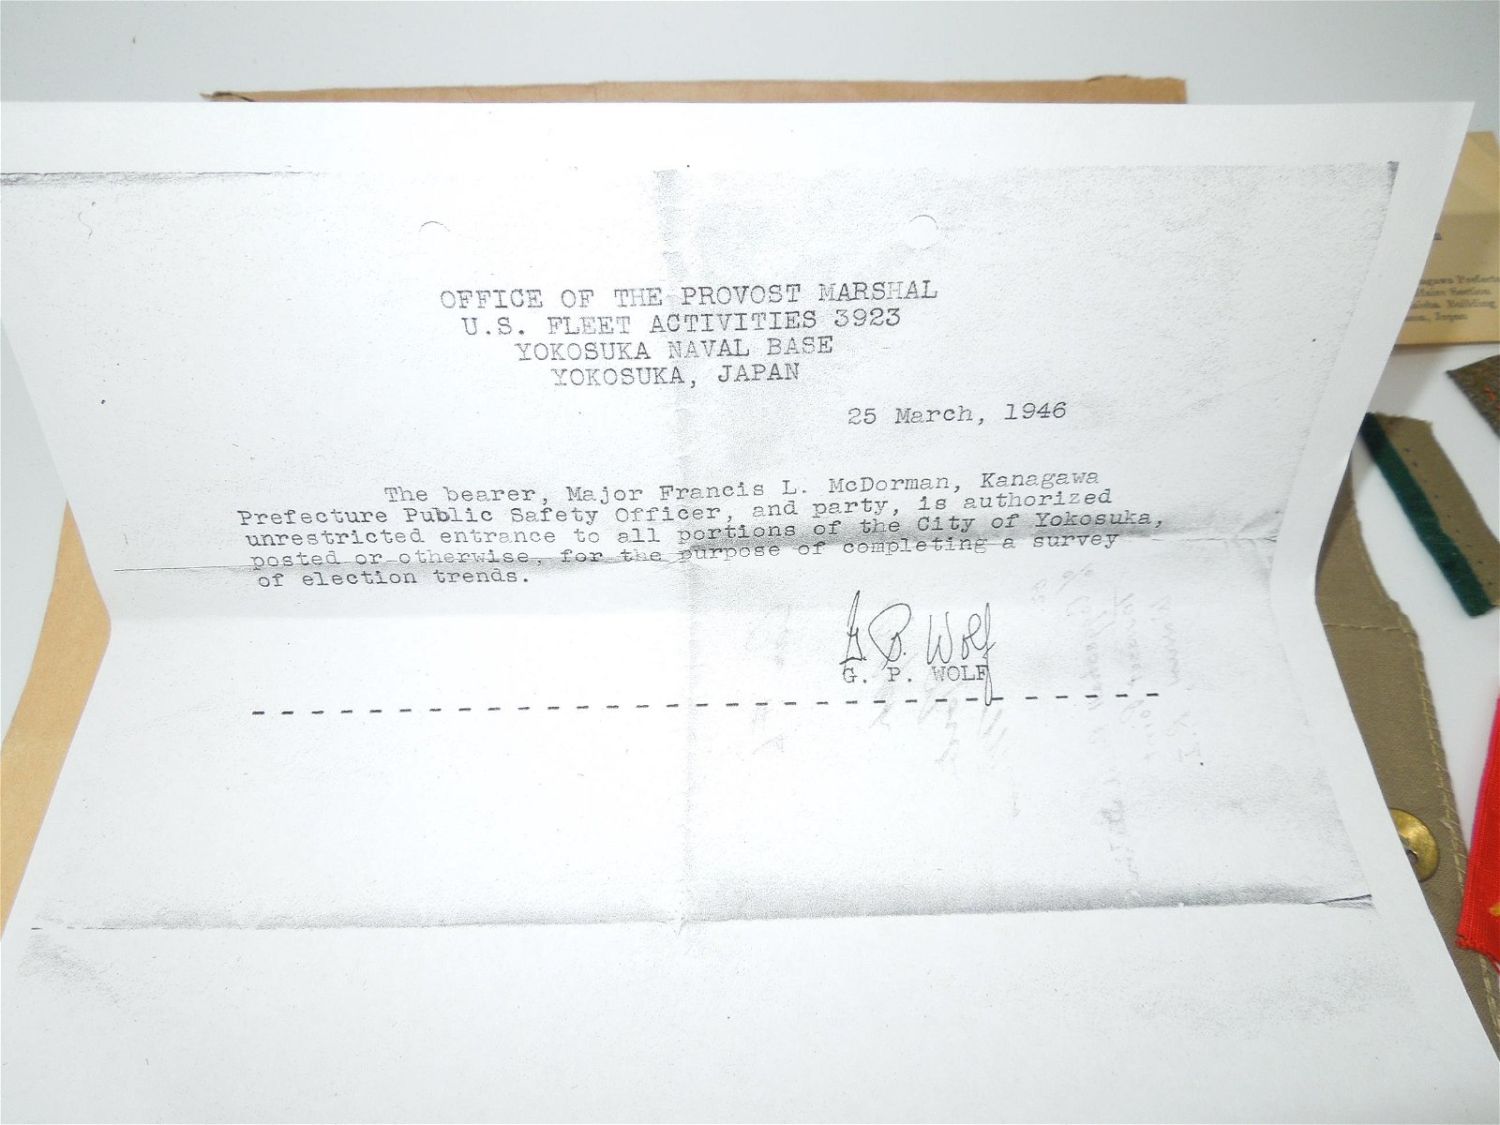 OFFICE OF THE PROVOST MARSHAL
U.S. FLEET ACTIVITIES 3923
YOKOSUKA NAVAL BASE
YOKOSUKA, JAPAN
25 March, 1946
The bearer, Major Francis L. McDorman, Kanagawa
Prefecture Public Safety Officer, and party, is authorized
unrestricted entrance to all portions of the City of Yokosuka,
posted or otherwise, for the purpose of completing a survey
of election trends.
G. P. Wolf
G. P. WOLF
Building
Japan